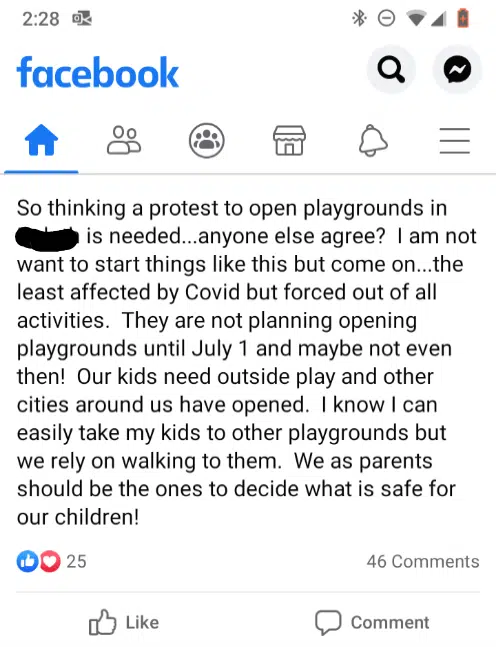 2:28
facebook
So thinking a protest to open playgrounds in
is needed...anyone else agree? I am not
want to start things like this but come on...the
least affected by Covid but forced out of all
activities. They are not planning opening
playgrounds until July 1 and maybe not even
then! Our kids need outside play and other
cities around us have opened. I know I can
easily take my kids to other playgrounds but
we rely on walking to them. We as parents
should be the ones to decide what is safe for
our children!
25
46 Comments
Like
Comment